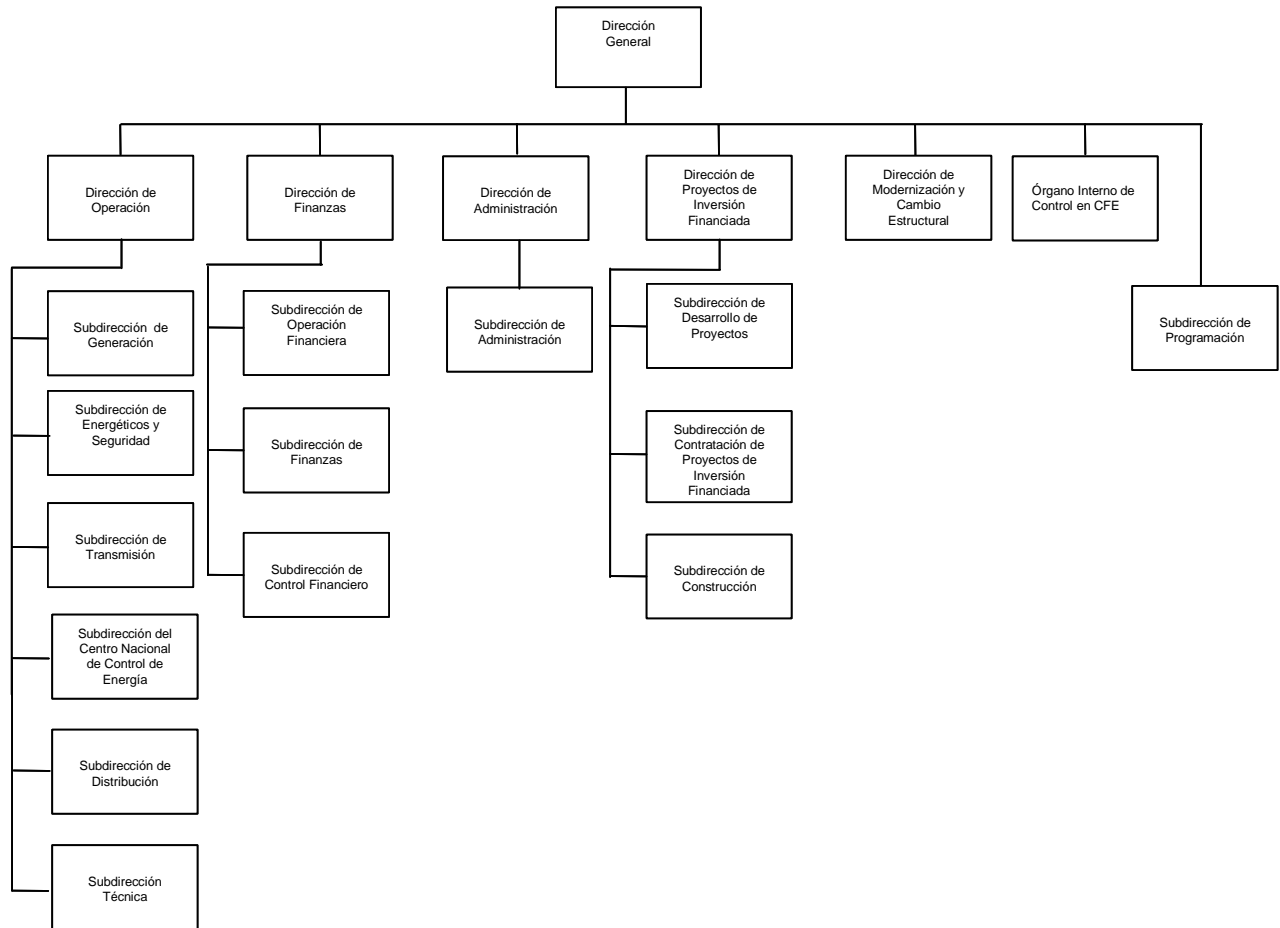 Dirección
General
Dirección de
Operación
Dirección de
Finanzas
Dirección de
Administración
Dirección de
Proyectos de
Inversión
Financiada
Dirección de
Modernización y
Cambio
Estructural
Órgano Interno de
Control en CFE
Subdirección de
Generación
Subdirección de
Energéticos y
Seguridad
Subdirección de
Transmisión
Subdirección del
Centro Nacional
de Control de
Energía
Subdirección de
Distribución
Subdirección
Técnica
Subdirección de
Operación
Financiera
Subdirección de
Finanzas
Subdirección de
Control Financiero
Subdirección de
Administración
Subdirección de
Desarrollo de
Proyectos
Subdirección de
Contratación de
Proyectos de
Inversión
Financiada
Subdirección de
Construcción
Subdirección de
Programación